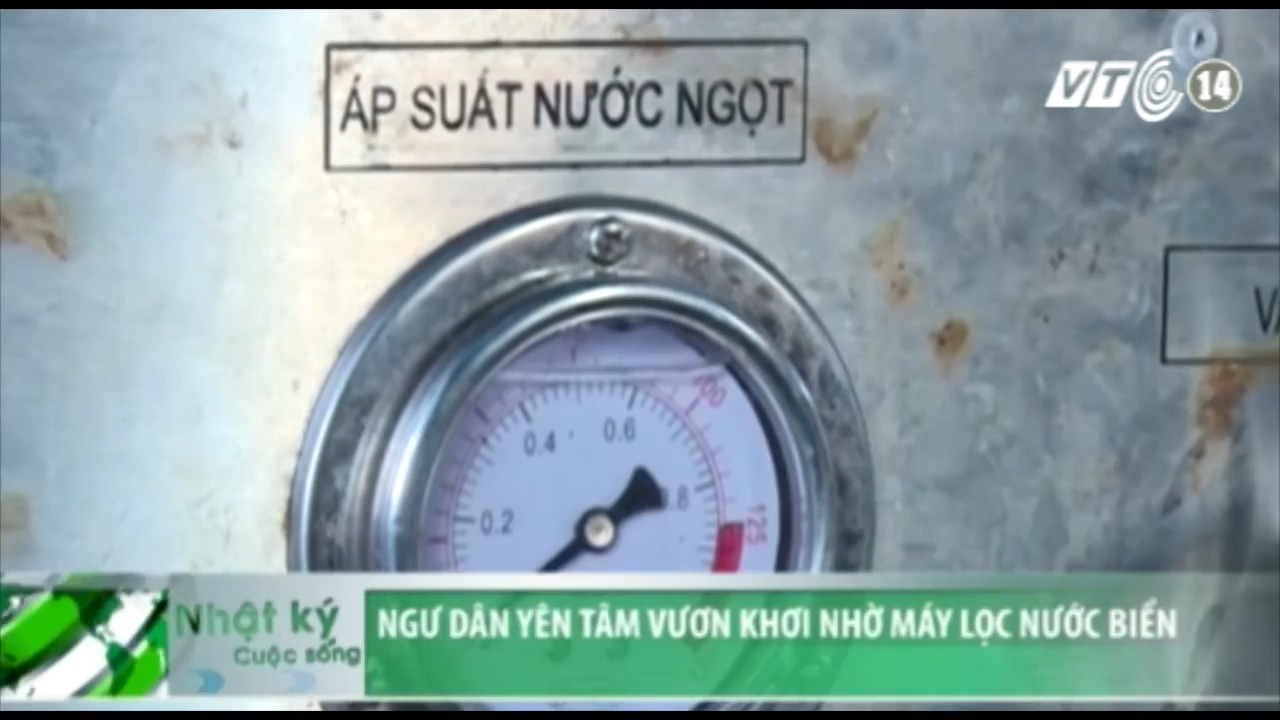 ÁP SUẤT NƯỚC NGỌT
VTC 14
0.4
0.6
100
0.2
125
Nhật ký
Cuộc sống
NGƯ DÂN YÊN TÂM VƯƠN KHƠI NHỜ MÁY LỌC NƯỚC BIỂN